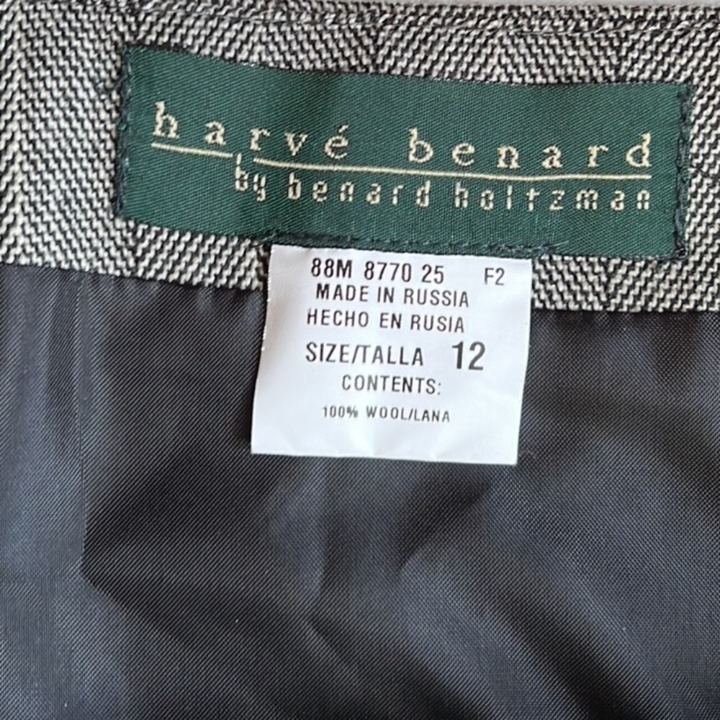 harvé benard
by benard holtzman
88M 8770 25 F2
MADE IN RUSSIA
HECHO EN RUSIA
SIZE/TALLA 12
CONTENTS:
100% WOOL/LANA